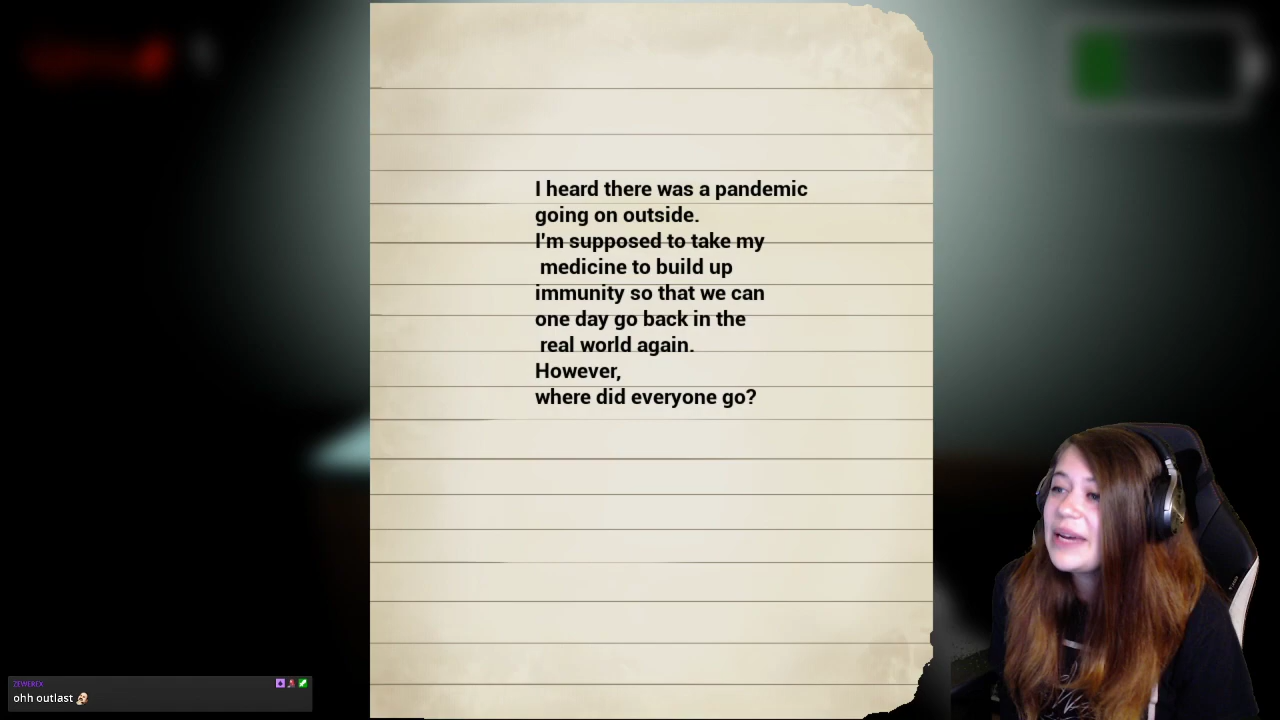 I heard there was a pandemic
going on outside.
I'm supposed to take my
medicine to build up
immunity so that we can
one day go back in the
real world again.
However,
where did everyone go?
ZEWEREX
ohh outlast